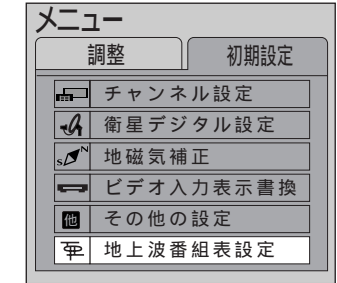 メニュー
調整 初期設定
チャンネル設定
衛星デジタル設定
S N 地磁気補正
ビデオ入力表示書換
他 その他の設定
地上波番組表設定